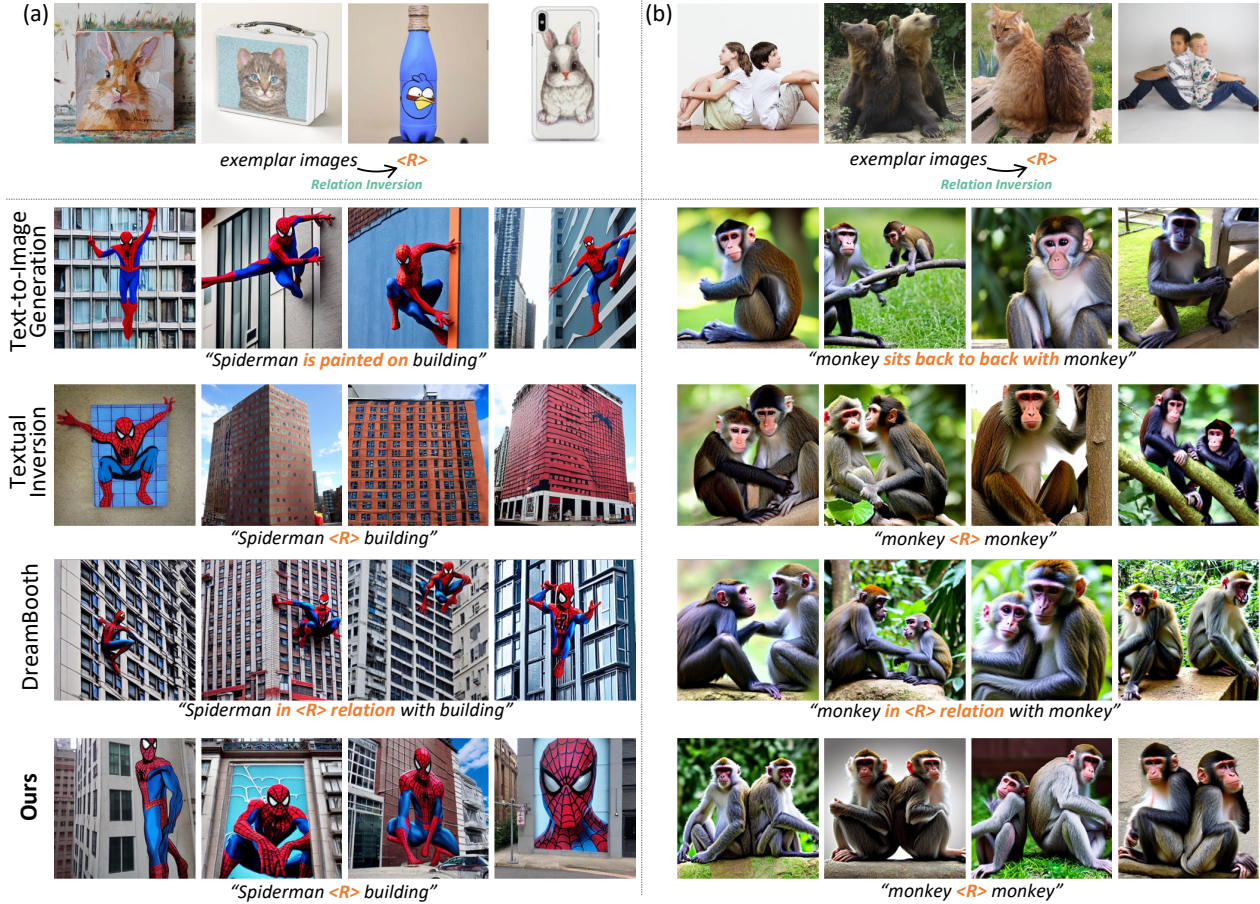 (a)
(b)
exemplar images
<R>
Relation Inversion
exemplar images
<R>
Relation Inversion
Text-to-Image
Generation
“Spiderman is painted on building”
“monkey sits back to back with monkey”
Textual
Inversion
“Spiderman <R> building”
“monkey <R> monkey”
DreamBooth
“Spiderman in <R> relation with building”
“monkey in <R> relation with monkey”
Ours
“Spiderman <R> building”
“monkey <R> monkey”